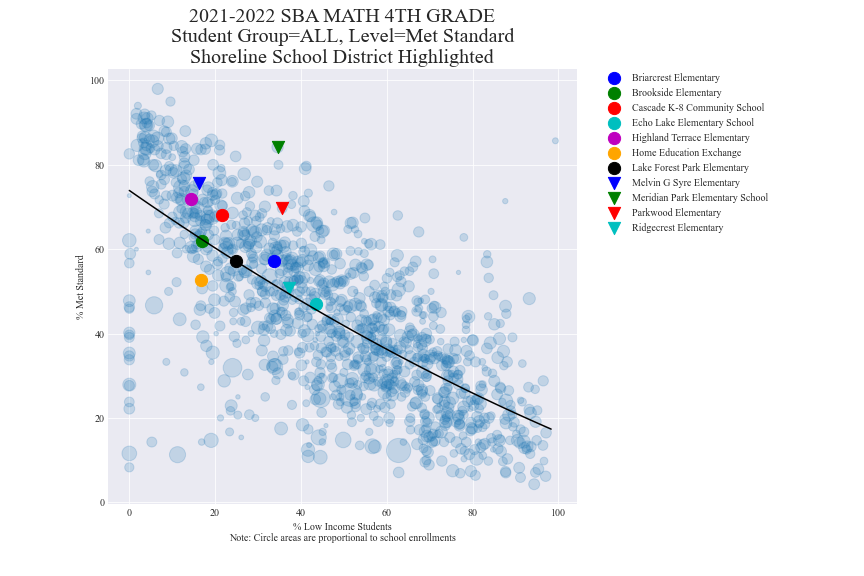 2021-2022 SBA MATH 4TH GRADE
Student Group=ALL, Level=Met Standard
Shoreline School District Highlighted
% Met Standard
100
80
60
40
20
0
0 20 40 60 80 100
% Low Income Students
Note: Circle areas are proportional to school enrollments
Briarcrest Elementary
Brookside Elementary
Cascade K-8 Community School
Echo Lake Elementary School
Highland Terrace Elementary
Home Education Exchange
Lake Forest Park Elementary
Melvin G Syre Elementary
Meridian Park Elementary School
Parkwood Elementary
Ridgecrest Elementary